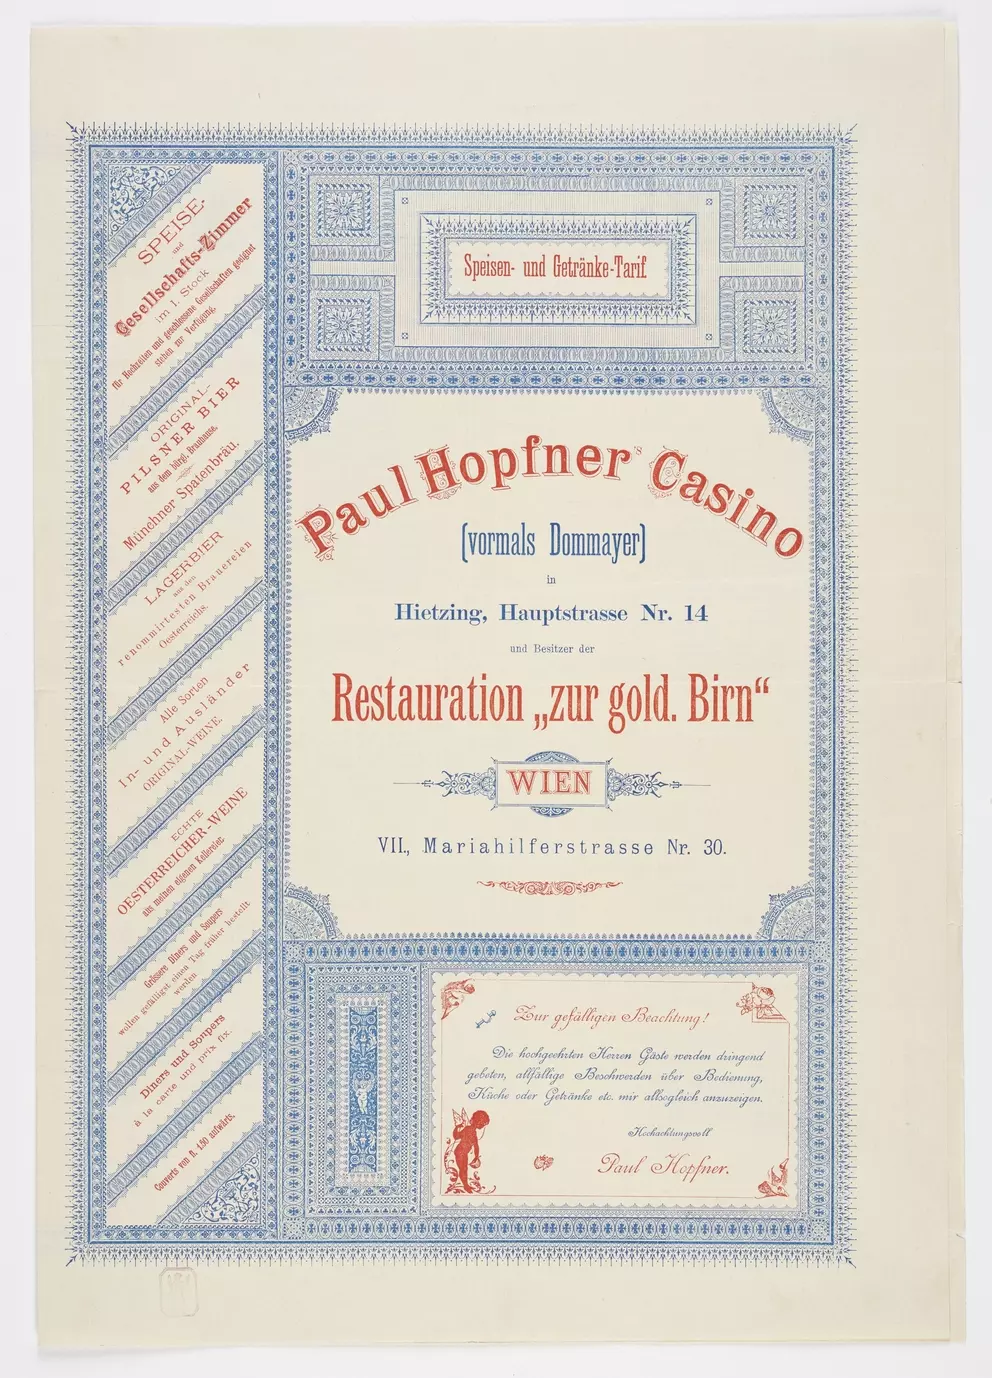 SPEISE-
und
Gesellschafts-Zimmer
im I. Stock
für Hochzeiten und geschlossene Gesellschaften geeignet
stehen zur Verfügung.
ORIGINAL-
PILSNER BIER
aus dem bürgl. Brauhause.
Münchner Spatenbräu.
LAGERBIER
aus den
renommirtesten Brauereien
Oesterreichs.
Alle Sorten
In- und Ausländer
ORIGINAL-WEINE.
ECHTE
OESTERREICHER-WEINE
aus meinen eigenen Kellereien.
Grössere Diners und Soupers
wollen gefälligst einen Tag früher bestellt
werden
Diners und Soupers
à la carte und prix fix.
Couverts von fl. 1.50 aufwärts.
Speisen- und Getränke-Tarif
Paul Hopfner's Casino
(vormals Dommayer)
in
Hietzing, Hauptstrasse Nr. 14
und Besitzer der
Restauration „zur gold. Birn“
WIEN
VII., Mariahilferstrasse Nr. 30.
Zur gefälligen Beachtung!
Die hochgeehrten Herren Gäste werden dringend
gebeten, allfällige Beschwerden über Bedienung,
Küche oder Getränke etc. mir allsogleich anzuzeigen.
Hochachtungsvoll
Paul Hopfner.